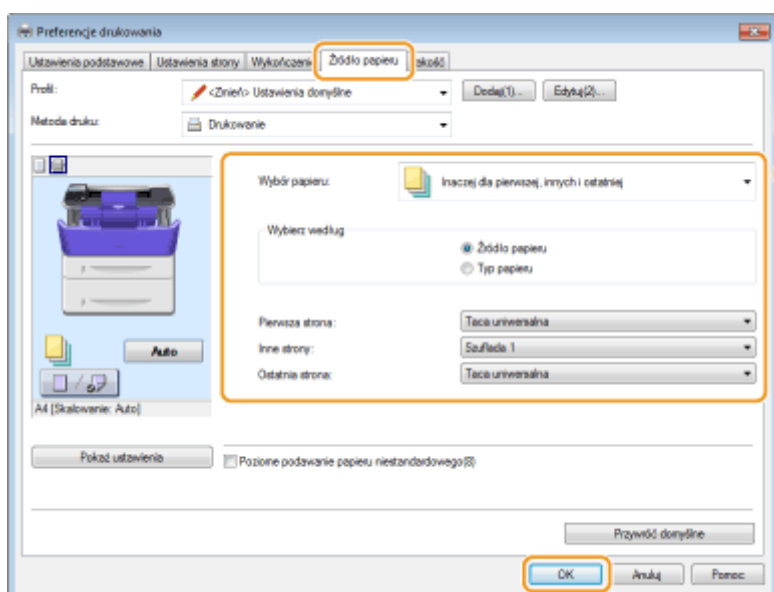 Preferencje drukowania
Ustawienia podstawowe Ustawienia strony Wykończeni Źródło papieru akość
Profil: <Zmień> Ustawienia domyślne Dodaj(1)... Edytuj(2)...
Metoda druku: Drukowanie
Wybór papieru: Inaczej dla pierwszej, innych i ostatniej
Wybierz według
Źródło papieru
Typ papieru
Pierwsza strona: Taca uniwersalna
Inne strony: Szuflada 1
Ostatnia strona: Taca uniwersalna
Auto
A4 [Skalowanie: Auto]
Pokaż ustawienia Poziome podawanie papieru niestandardowego(8)
Przywróć domyślne
OK Anuluj Pomoc